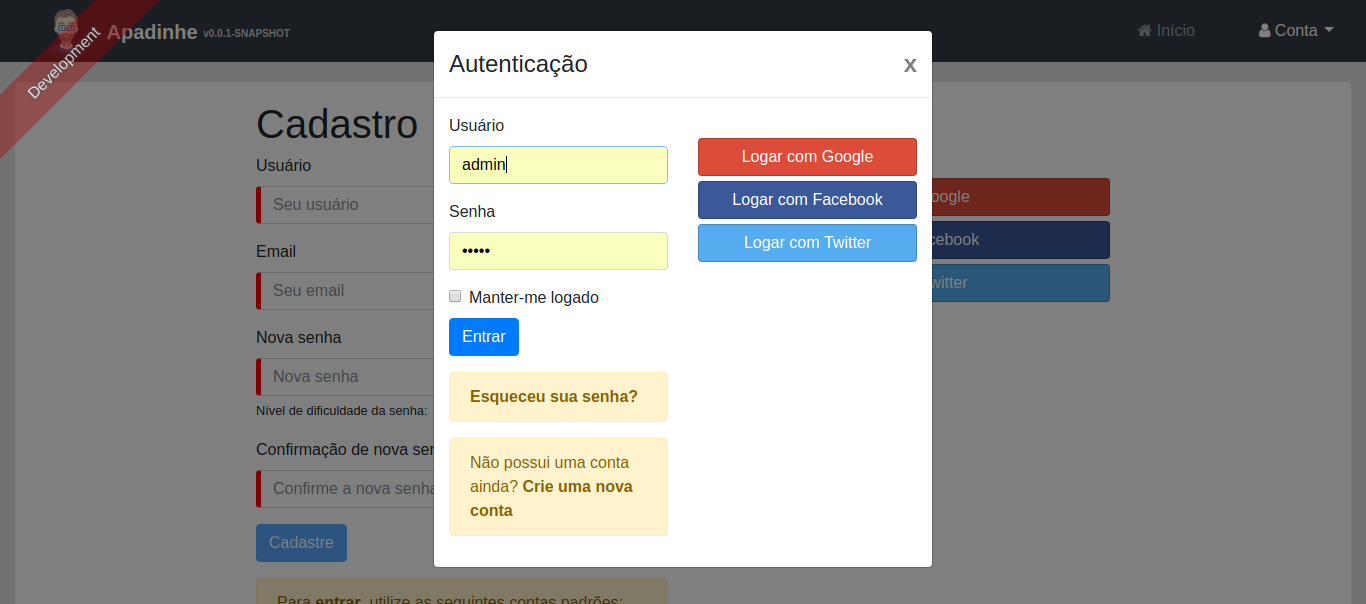 Development
Apadinhe v0.0.1-SNAPSHOT
Início
Conta
Autenticação
x
Usuário
admin
Senha
•••••
Manter-me logado
Entrar
Esqueceu sua senha?
Não possui uma conta
ainda? Crie uma nova
conta
Logar com Google
Logar com Facebook
Logar com Twitter
Cadastro
Usuário
Seu usuário
Email
Seu email
Nova senha
Nova senha
Nível de dificuldade da senha:
Confirmação de nova sen
Confirme a nova senha
Cadastre
Para entrar, utilize as seguintes contas padrões:
oogle
cebook
witter